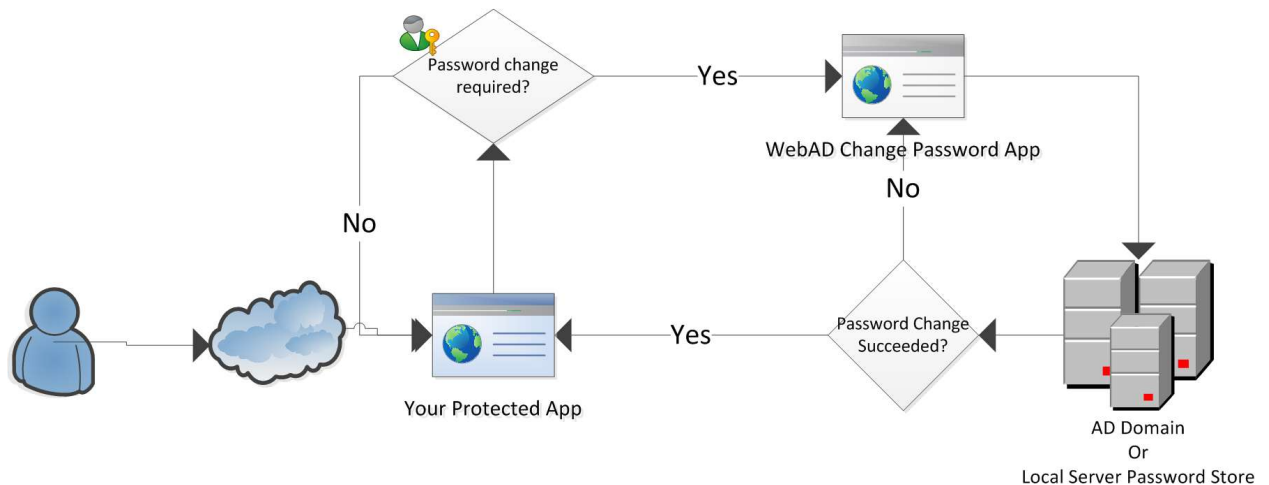 Password change
required?
Yes
WebAD Change Password App
No
No
Password Change
Succeeded?
Yes
Your Protected App
AD Domain
Or
Local Server Password Store